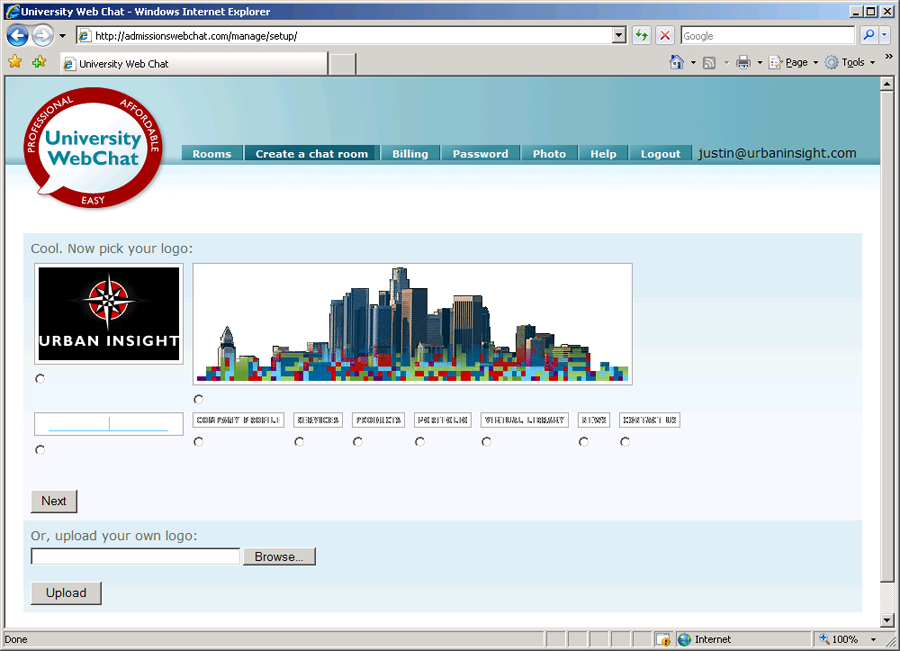 University Web Chat - Windows Internet Explorer
http://admissionswebchat.com/manage/setup/
Google
University Web Chat
Page
Tools
PROFESSIONAL AFFORDABLE
University
WebChat
EASY
Rooms Create a chat room Billing Password Photo Help Logout justin@urbaninsight.com
Cool. Now pick your logo:
URBAN INSIGHT
COMPANY PROFILE SERVICES PRODUCTS PORTFOLIO VIRTUAL LIBRARY NEWS CONTACT US
Next
Or, upload your own logo:
Browse...
Upload
Done
Internet
100%